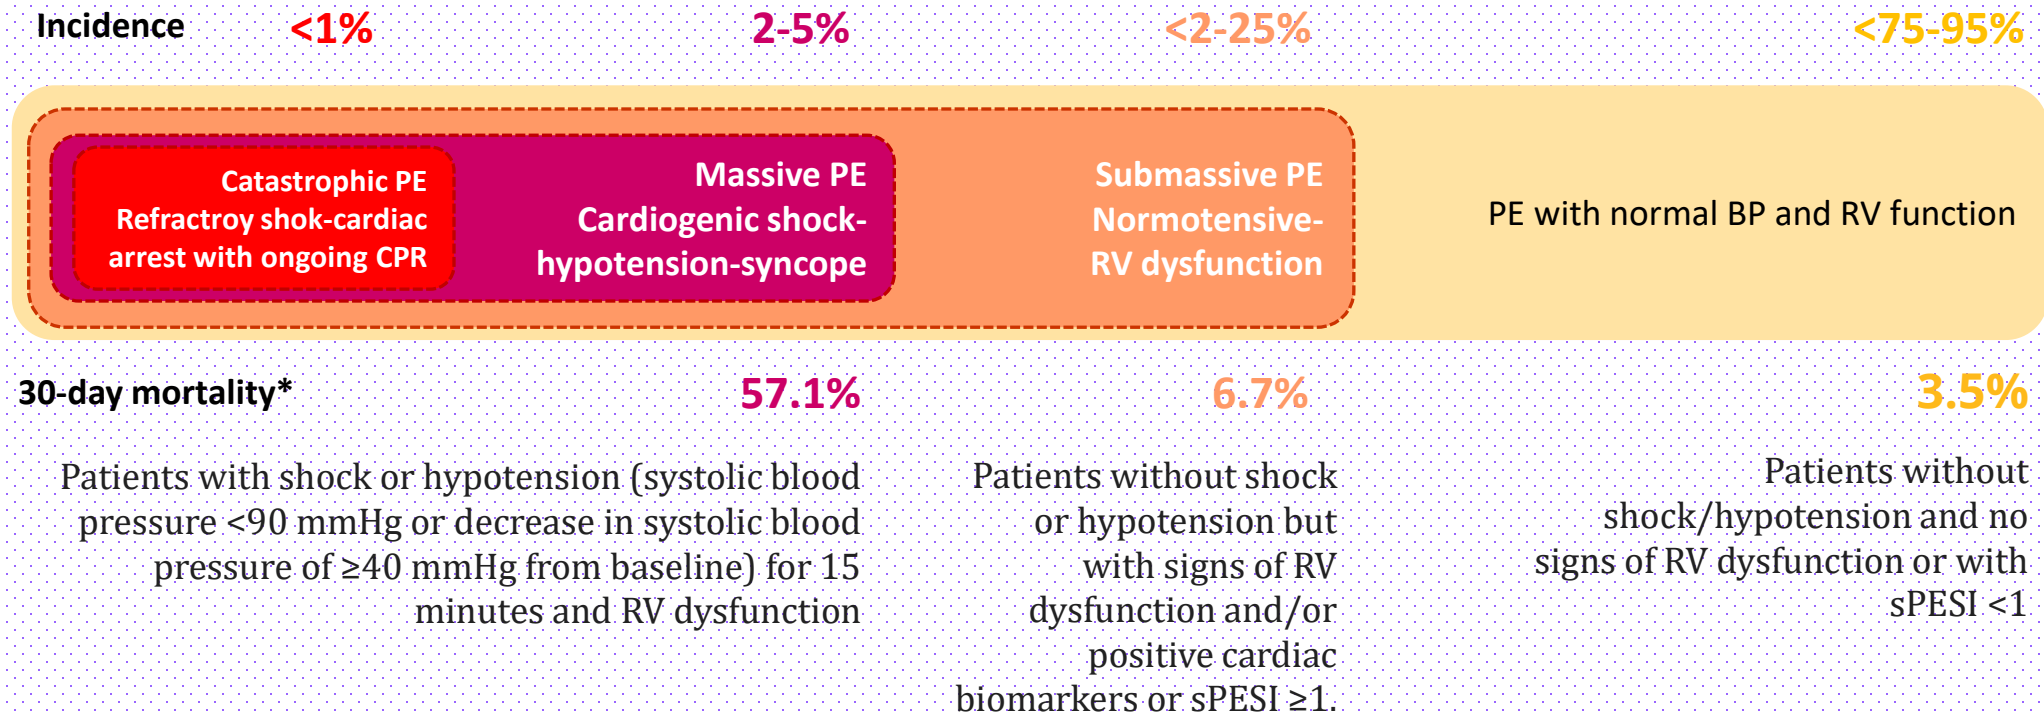 Incidence
<1%
2-5%
<2-25%
<75-95%
Catastrophic PE
Refractroy shok-cardiac
arrest with ongoing CPR
Massive PE
Cardiogenic shock-
hypotension-syncope
Submassive PE
Normotensive-
RV dysfunction
PE with normal BP and RV function
30-day mortality*
57.1%
6.7%
3.5%
Patients with shock or hypotension (systolic blood
pressure <90 mmHg or decrease in systolic blood
pressure of ≥40 mmHg from baseline) for 15
minutes and RV dysfunction
Patients without shock
or hypotension but
with signs of RV
dysfunction and/or
positive cardiac
biomarkers or sPESI ≥1.
Patients without
shock/hypotension and no
signs of RV dysfunction or with
sPESI <1